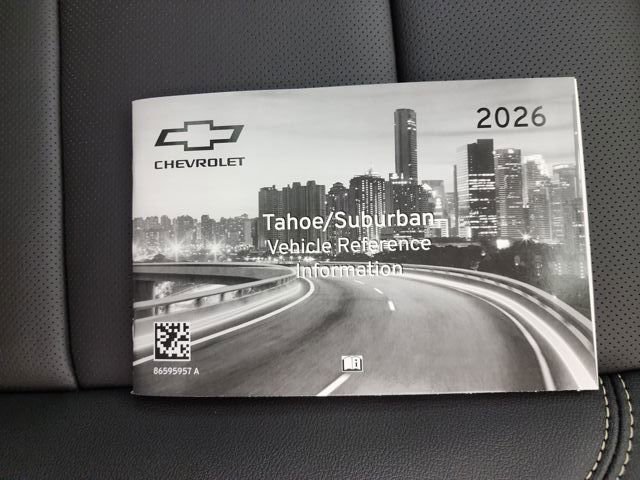 2026
CHEVROLET
Tahoe/Suburban
Vehicle Reference
Information
86595957 A